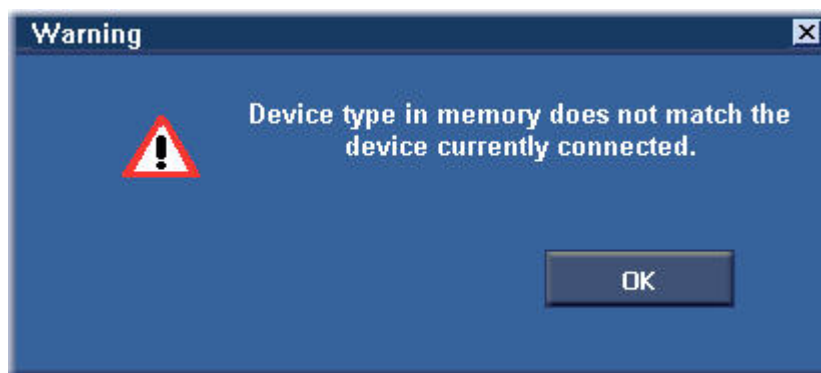 Warning
Device type in memory does not match the
device currently connected.
OK